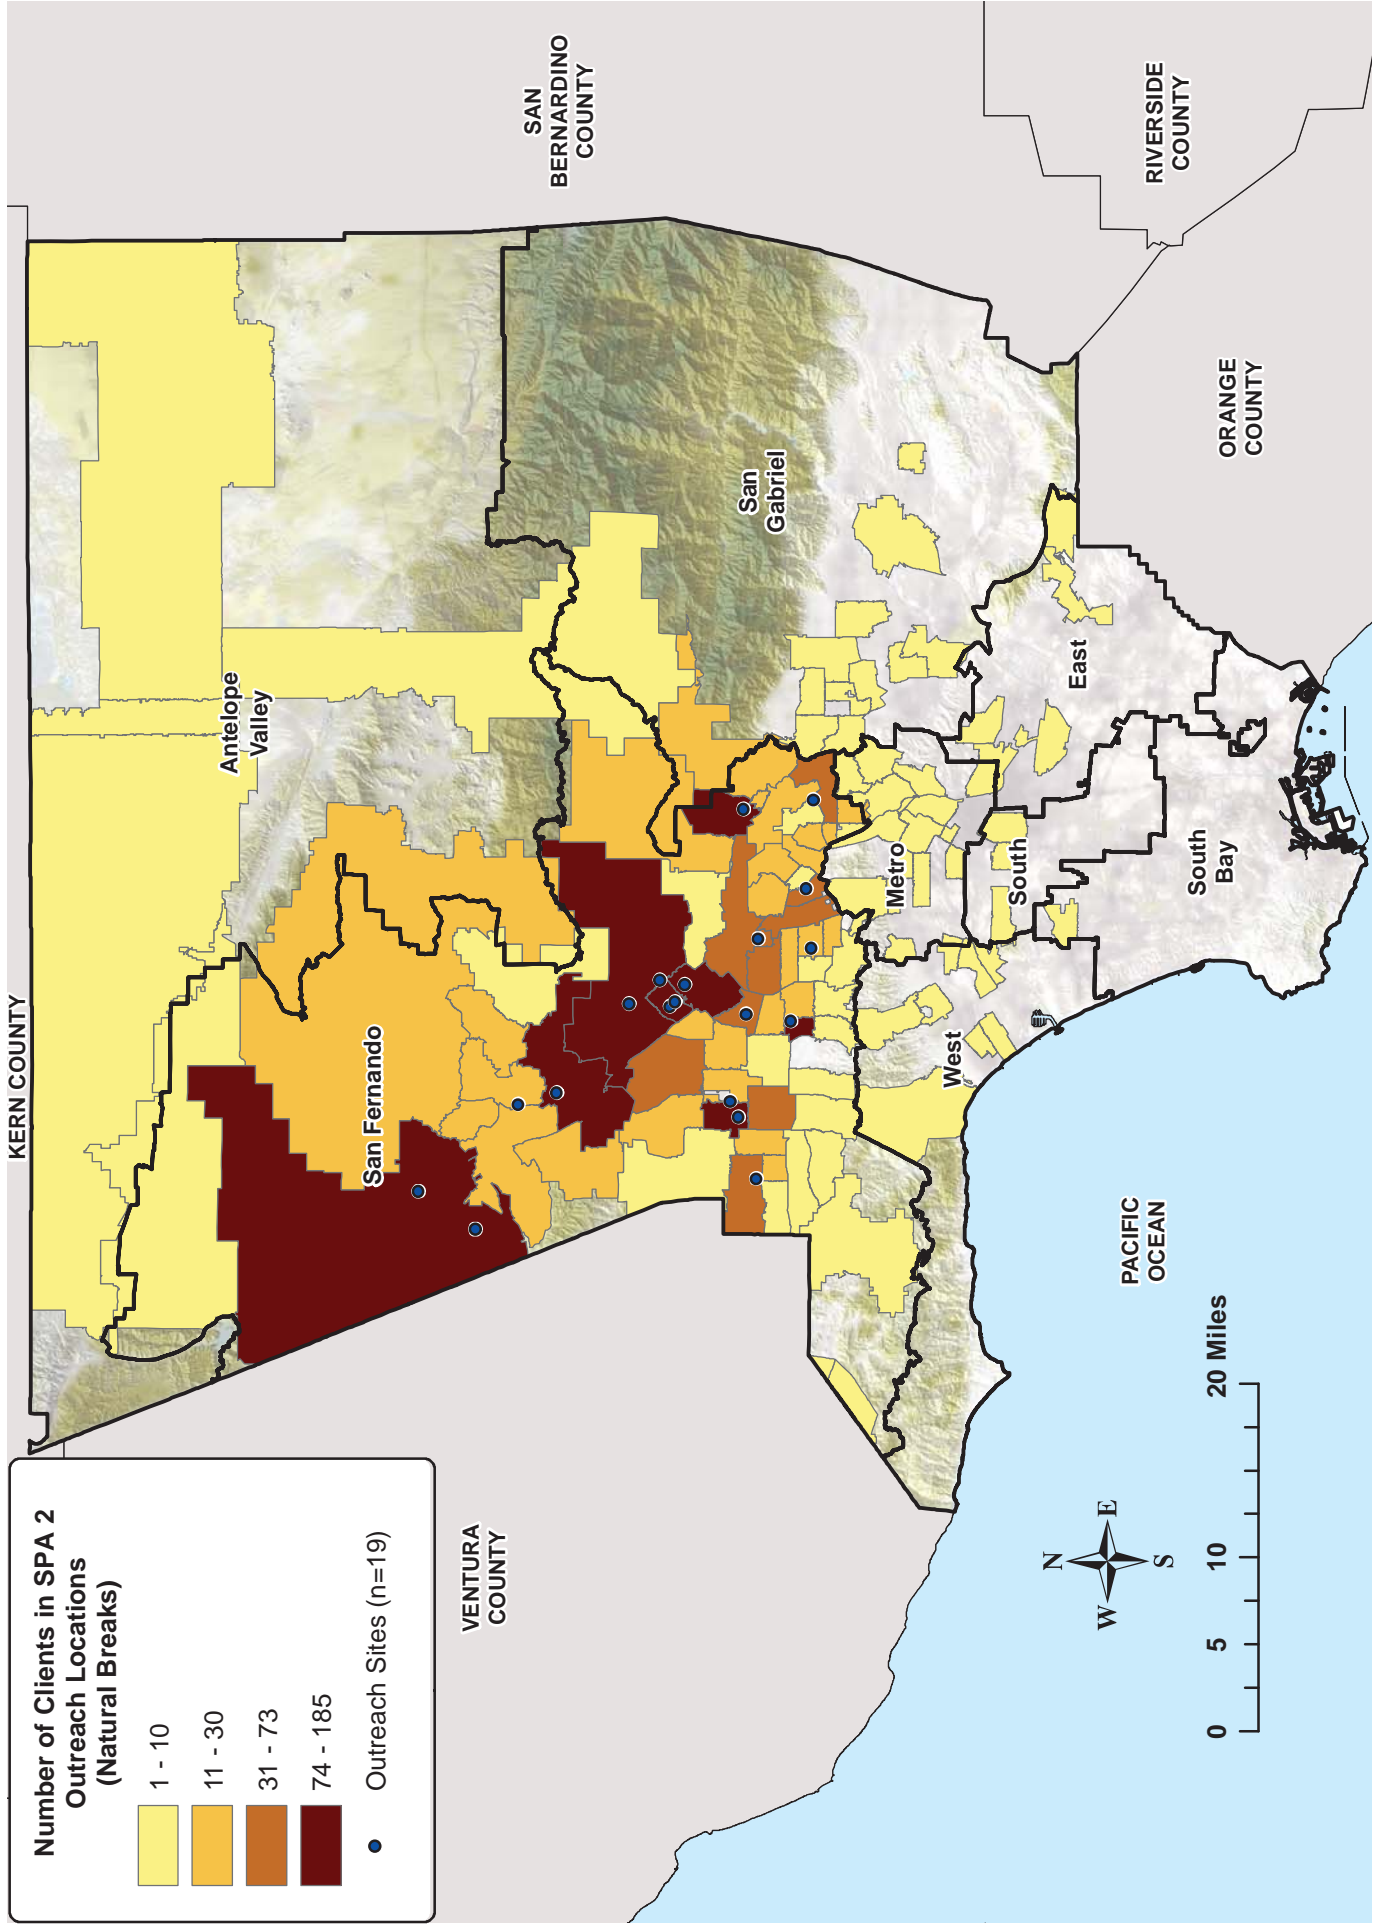 Number of Clients in SPA 2
Outreach Locations
(Natural Breaks)
1 - 10
11 - 30
31 - 73
74 - 185
Outreach Sites (n=19)
KERN COUNTY
VENTURA
COUNTY
SAN
BERNARDINO
COUNTY
RIVERSIDE
COUNTY
ORANGE
COUNTY
Antelope
Valley
San Fernando
San
Gabriel
Metro
West
South
East
South
Bay
PACIFIC
OCEAN
N
W
E
S
0
5
10
20 Miles